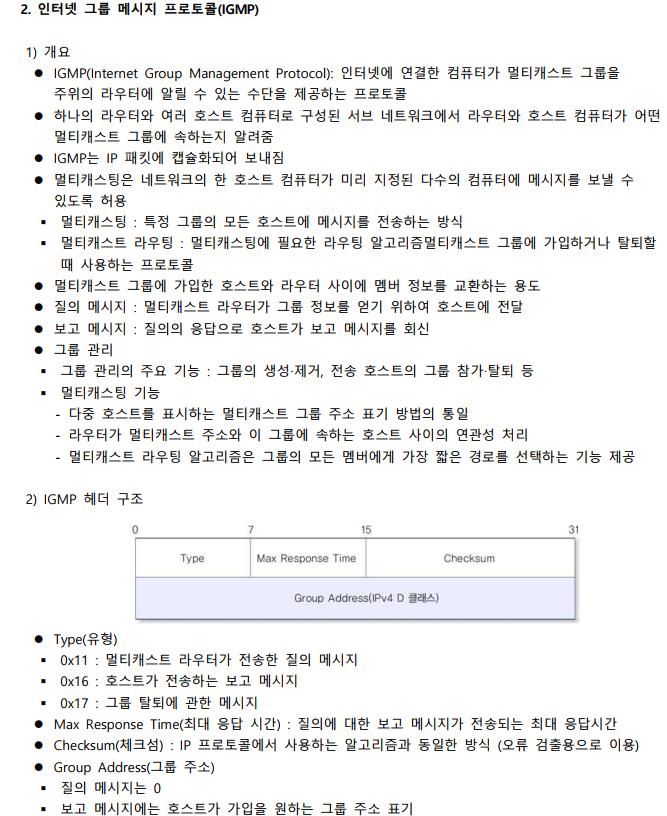 2. 인터넷 그룹 메시지 프로토콜(IGMP)
1) 개요
● IGMP(Internet Group Management Protocol): 인터넷에 연결한 컴퓨터가 멀티캐스트 그룹을
주위의 라우터에 알릴 수 있는 수단을 제공하는 프로토콜
● 하나의 라우터와 여러 호스트 컴퓨터로 구성된 서브 네트워크에서 라우터와 호스트 컴퓨터가 어떤
멀티캐스트 그룹에 속하는지 알려줌
● IGMP는 IP 패킷에 캡슐화되어 보내짐
● 멀티캐스팅은 네트워크의 한 호스트 컴퓨터가 미리 지정된 다수의 컴퓨터에 메시지를 보낼 수
있도록 허용
▪ 멀티캐스팅 : 특정 그룹의 모든 호스트에 메시지를 전송하는 방식
▪ 멀티캐스트 라우팅 : 멀티캐스팅에 필요한 라우팅 알고리즘멀티캐스트 그룹에 가입하거나 탈퇴할
때 사용하는 프로토콜
● 멀티캐스트 그룹에 가입한 호스트와 라우터 사이에 멤버 정보를 교환하는 용도
● 질의 메시지 : 멀티캐스트 라우터가 그룹 정보를 얻기 위하여 호스트에 전달
● 보고 메시지 : 질의의 응답으로 호스트가 보고 메시지를 회신
● 그룹 관리
▪ 그룹 관리의 주요 기능 : 그룹의 생성·제거, 전송 호스트의 그룹 참가·탈퇴 등
▪ 멀티캐스팅 기능
- 다중 호스트를 표시하는 멀티캐스트 그룹 주소 표기 방법의 통일
- 라우터가 멀티캐스트 주소와 이 그룹에 속하는 호스트 사이의 연관성 처리
- 멀티캐스트 라우팅 알고리즘은 그룹의 모든 멤버에게 가장 짧은 경로를 선택하는 기능 제공
2) IGMP 헤더 구조
0 7 15 31
Type Max Response Time Checksum
Group Address(IPv4 D 클래스)
● Type(유형)
▪ 0x11 : 멀티캐스트 라우터가 전송한 질의 메시지
▪ 0x16 : 호스트가 전송하는 보고 메시지
▪ 0x17 : 그룹 탈퇴에 관한 메시지
● Max Response Time(최대 응답 시간) : 질의에 대한 보고 메시지가 전송되는 최대 응답시간
● Checksum(체크섬) : IP 프로토콜에서 사용하는 알고리즘과 동일한 방식 (오류 검출용으로 이용)
● Group Address(그룹 주소)
▪ 질의 메시지는 0
▪ 보고 메시지에는 호스트가 가입을 원하는 그룹 주소 표기